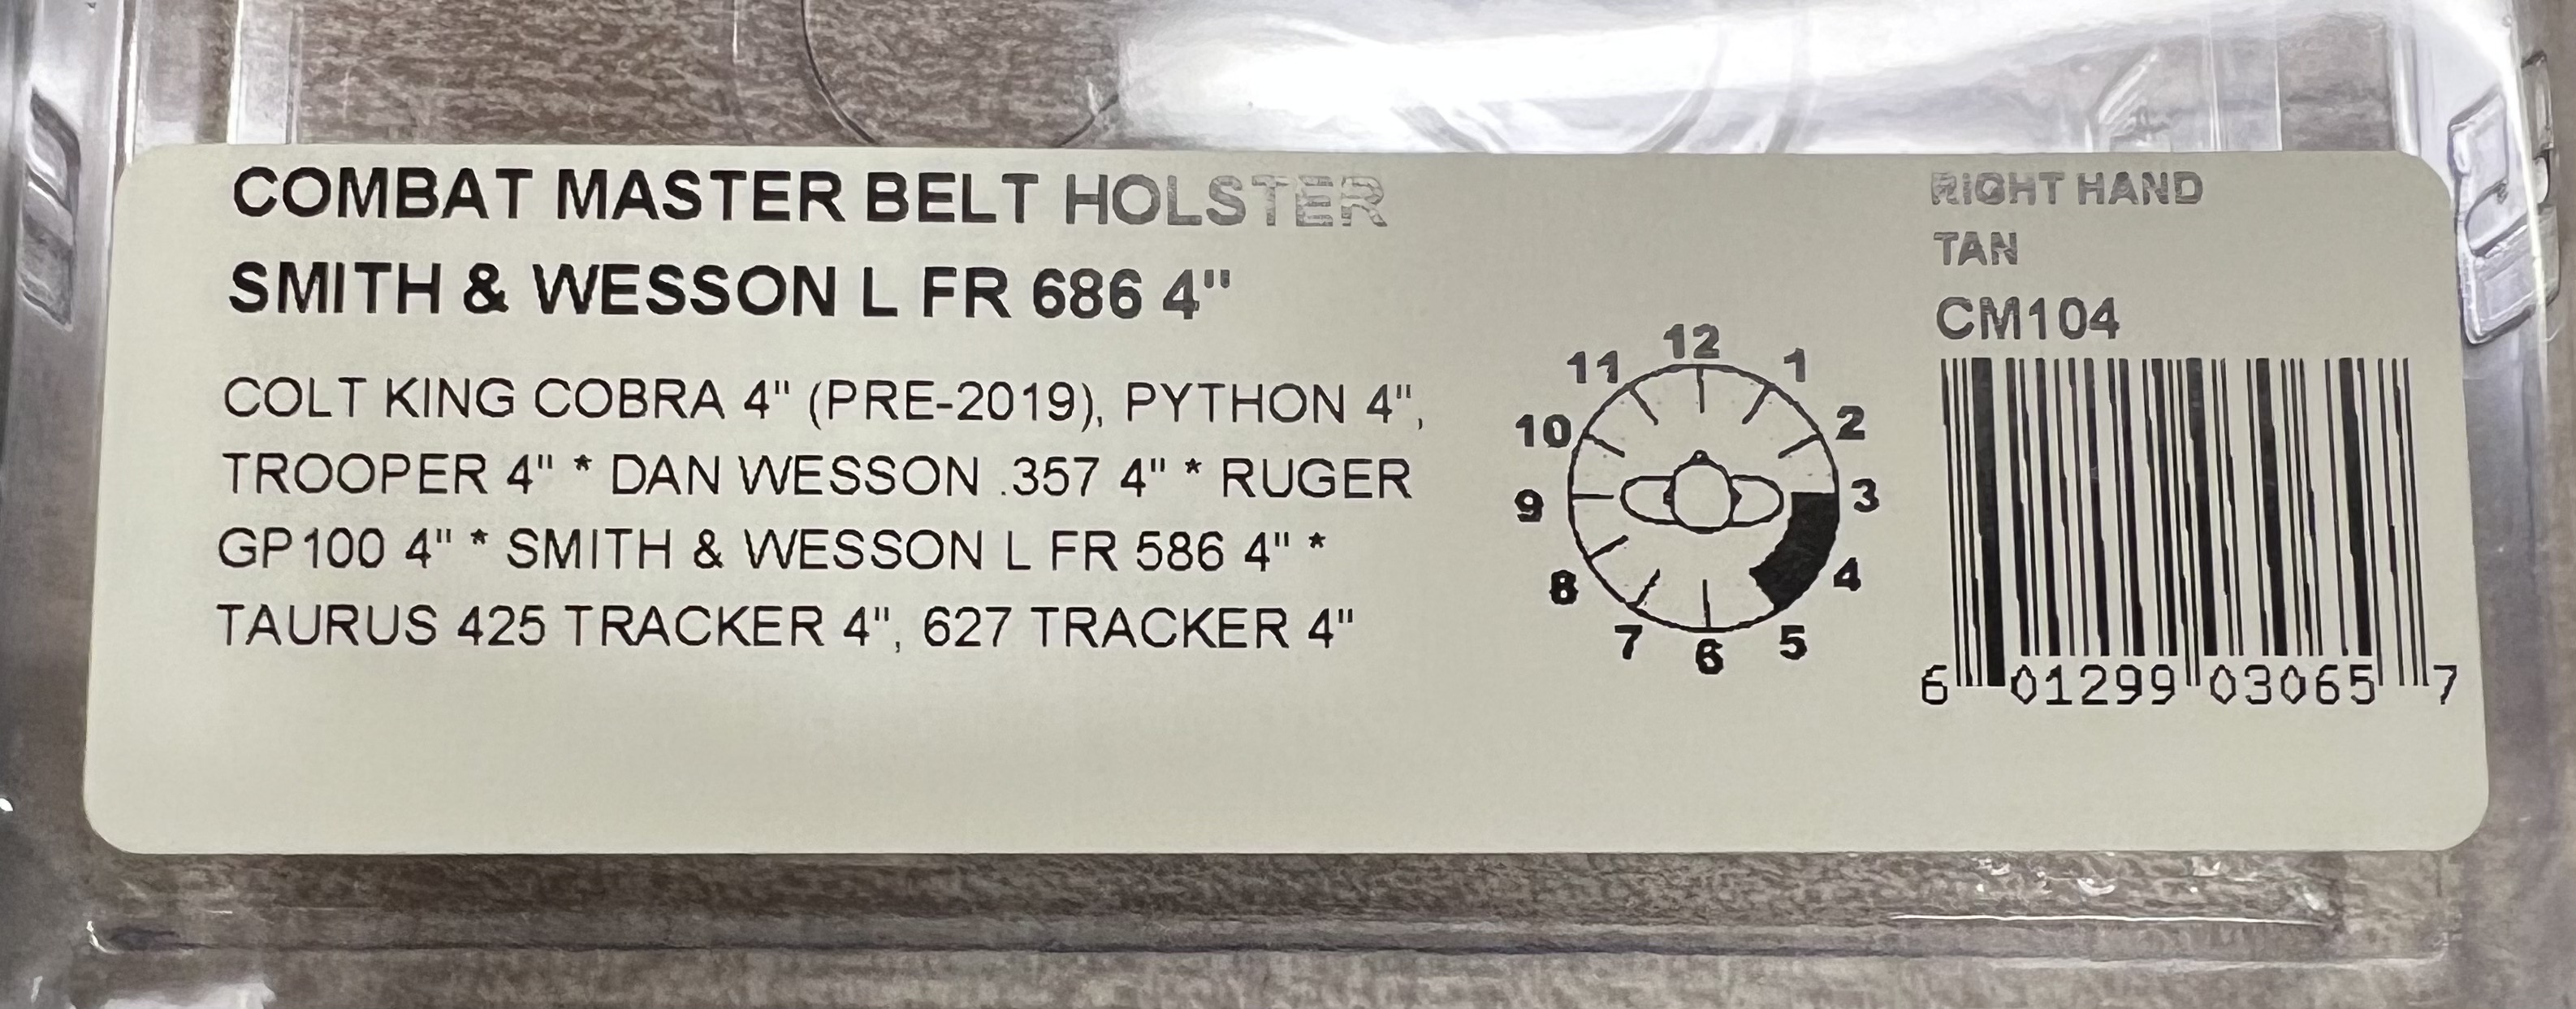 COMBAT MASTER BELT HOLSTER
SMITH & WESSON L FR 686 4"
COLT KING COBRA 4" (PRE-2019), PYTHON 4",
TROOPER 4" * DAN WESSON .357 4" * RUGER
GP100 4" * SMITH & WESSON L FR 586 4" *
TAURUS 425 TRACKER 4", 627 TRACKER 4"
12
11 1
10 2
9 3
8 4
7 5
6
RIGHT HAND
TAN
CM104
6 01299 03065 7